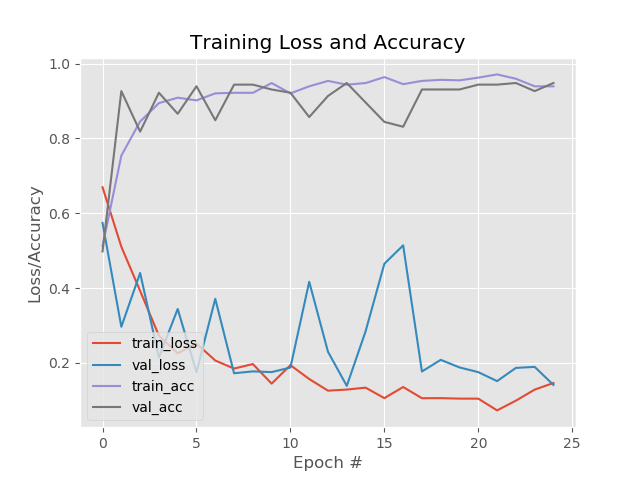 Training Loss and Accuracy
1.0
0.8
0.6
0.4
0.2
Loss/Accuracy
train_loss
val_loss
train_acc
val_acc
0 5 10 15 20 25
Epoch #